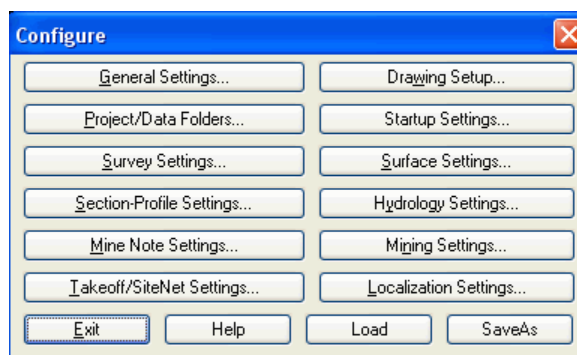 Configure
General Settings... Drawing Setup...
Project/Data Folders... Startup Settings...
Survey Settings... Surface Settings...
Section-Profile Settings... Hydrology Settings...
Mine Note Settings... Mining Settings...
Takeoff/SiteNet Settings... Localization Settings...
Exit Help Load SaveAs